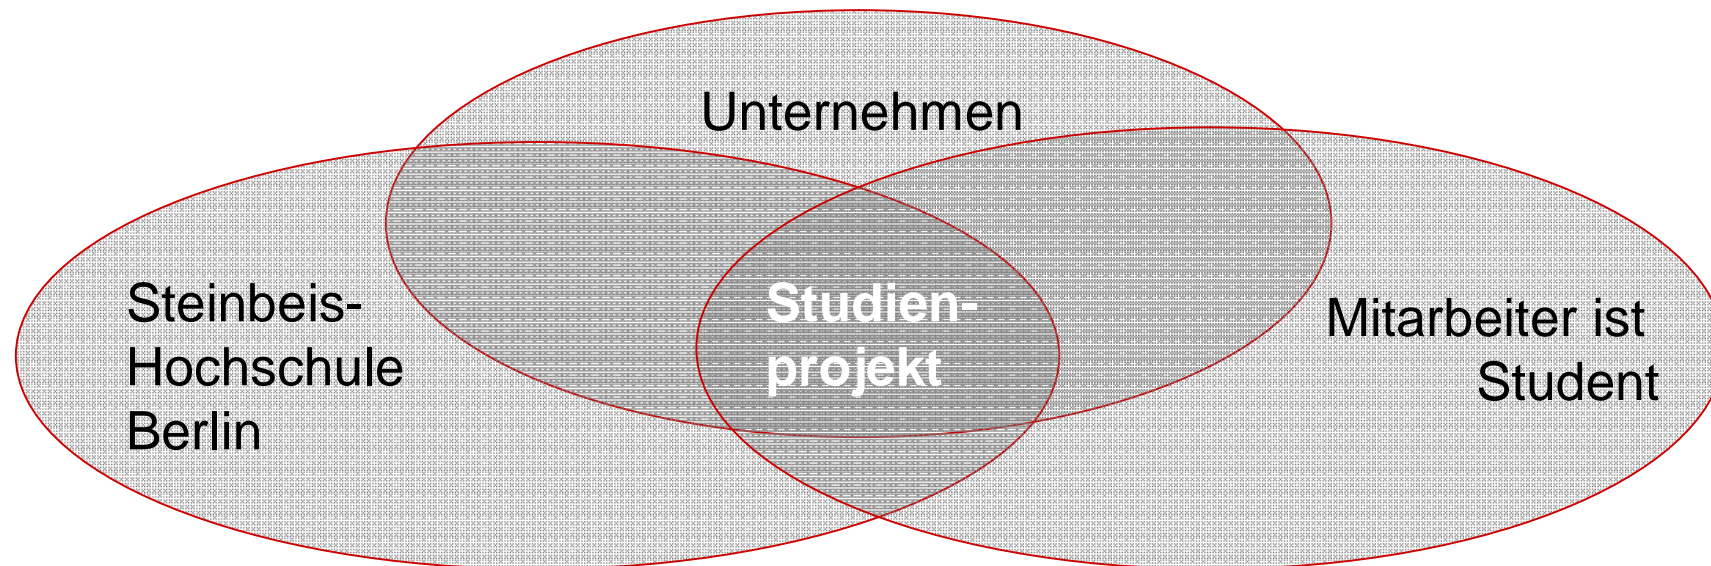 Unternehmen
Steinbeis-
Hochschule
Berlin
Studien-
projekt
Mitarbeiter ist
Student